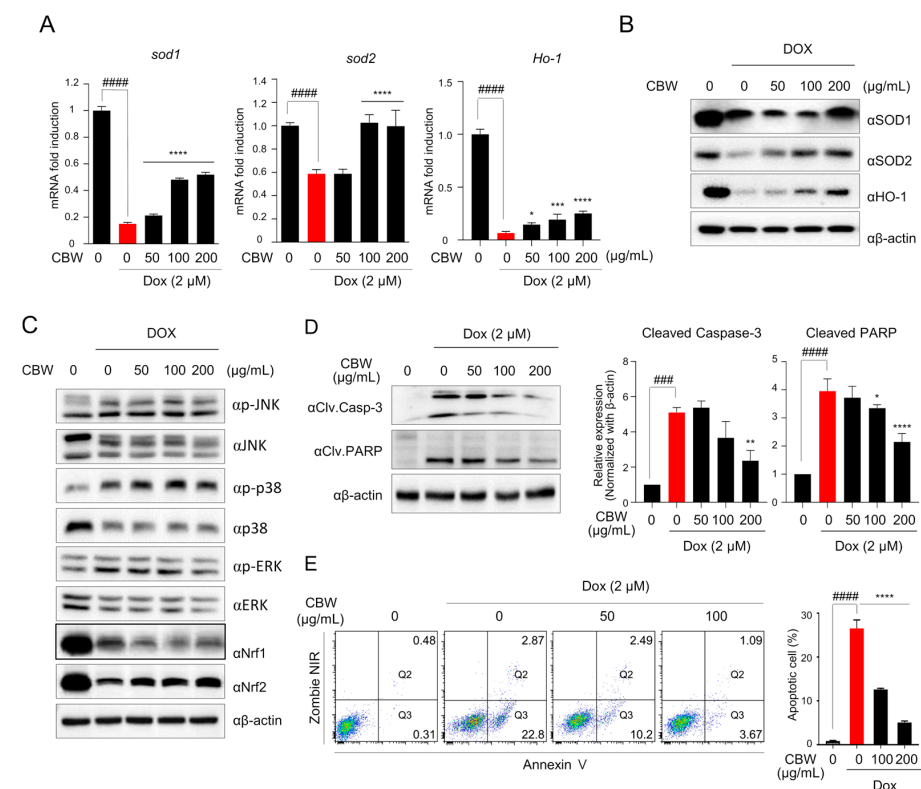 A
sod1
sod2
Ho-1
mRNA fold induction
1.2
1.0
0.8
0.6
0.4
0.2
0
####
****
CBW 0 0 50 100 200
Dox (2 μM)
mRNA fold induction
1.4
1.2
1.0
0.8
0.6
0.4
0.2
0
####
****
0 0 50 100 200
Dox (2 μM)
mRNA fold induction
1.5
1.0
0.5
0
####
*
***
****
CBW 0 0 50 100 200 (μg/mL)
Dox (2 μM)
B
DOX
CBW 0 0 50 100 200 (μg/mL)
αSOD1
αSOD2
αHO-1
αβ-actin
C
DOX
CBW 0 0 50 100 200 (μg/mL)
αp-JNK
αJNK
αp-p38
αp38
αp-ERK
αERK
αNrf1
αNrf2
αβ-actin
D
Dox (2 μM)
CBW
(μg/mL)
0 0 50 100 200
αClv.Casp-3
αClv.PARP
αβ-actin
Cleaved Caspase-3
Relative expression
(Normalized with β-actin)
8
6
4
2
0
###
**
CBW
(μg/mL)
0 0 50 100 200
Dox (2 μM)
Cleaved PARP
5
4
3
2
1
0
####
*
****
0 0 50 100 200
Dox (2 μM)
E
Dox (2 μM)
CBW
(μg/mL)
0 0 50 100
Zombie NIR
0.48 2.87 2.49 1.09
Q2 Q2 Q2 Q2
Q3 Q3 Q3 Q3
0.31 22.8 10.2 3.67
Annexin V
Apoptotic cell (%)
30
20
10
0
####
****
CBW
(μg/mL)
0 0 100 200
Dox